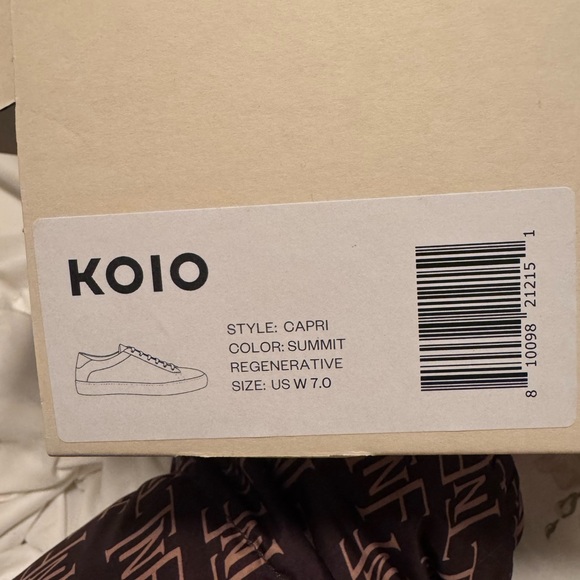 KOIO
STYLE: CAPRI
COLOR: SUMMIT
REGENERATIVE
SIZE: US W 7.0
8 10098 21215 1